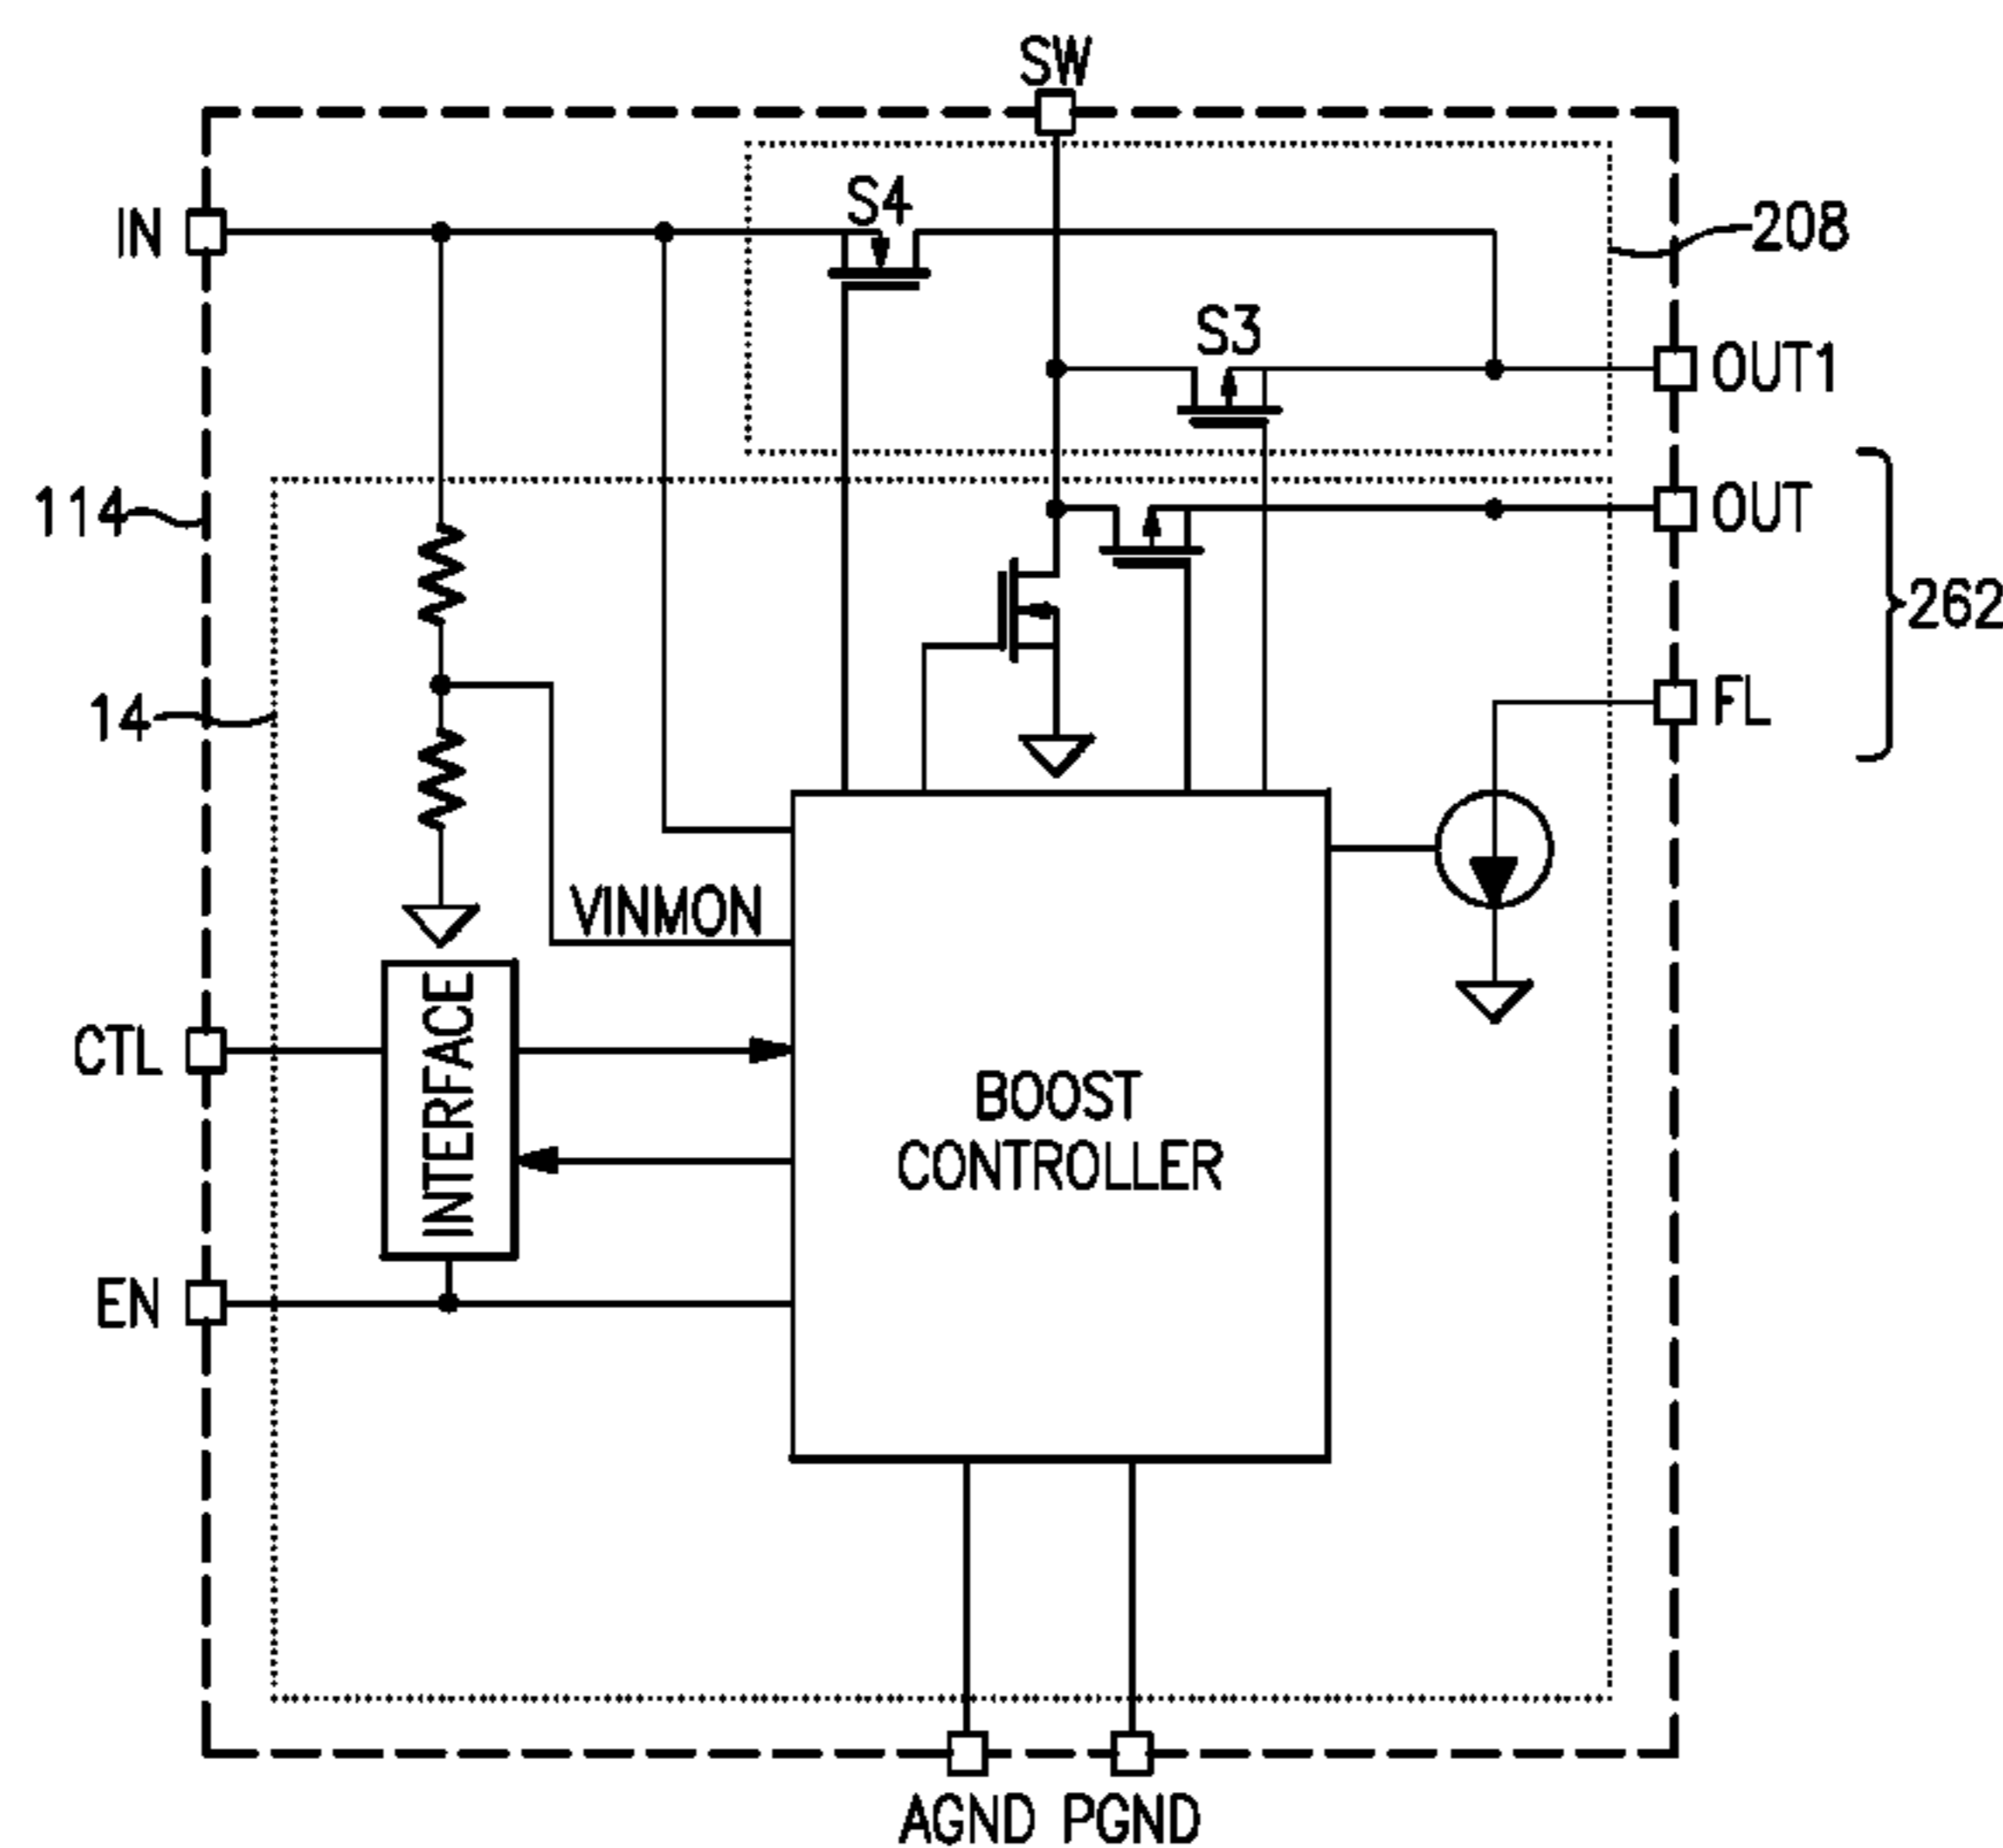 SW
IN
S4
208
S3
OUT1
114
OUT
262
14
FL
VINMON
CTL
INTERFACE
BOOST
CONTROLLER
EN
AGND PGND